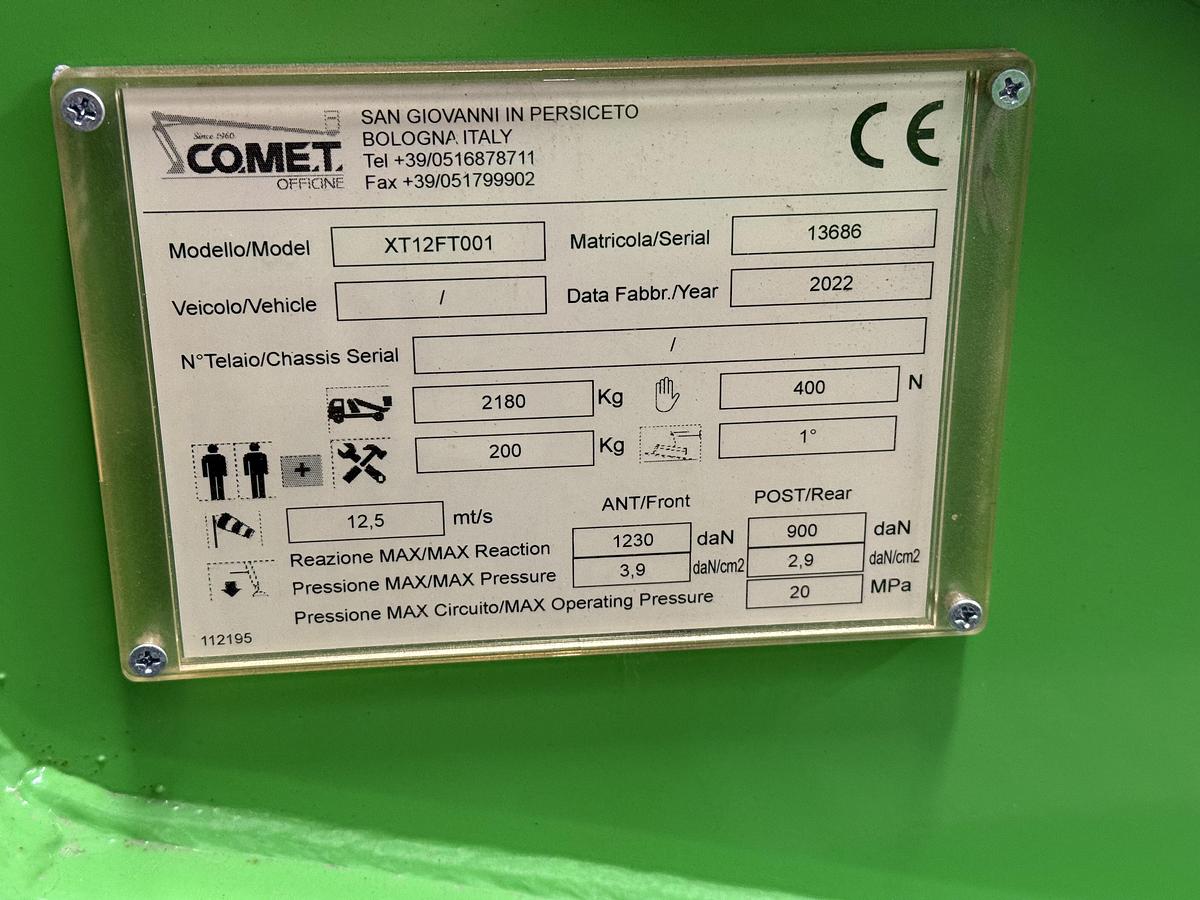 Since 1960
CO.ME.T.
OFFICINE
SAN GIOVANNI IN PERSICETO
BOLOGNA ITALY
Tel +39/0516878711
Fax +39/051799902
CE
Modello/Model XT12FT001 Matricola/Serial 13686
Veicolo/Vehicle / Data Fabbr./Year 2022
N°Telaio/Chassis Serial /
2180 Kg 400 N
+ 200 Kg 1°
12,5 mt/s ANT/Front POST/Rear
Reazione MAX/MAX Reaction 1230 daN 900 daN
Pressione MAX/MAX Pressure 3,9 daN/cm2 2,9 daN/cm2
Pressione MAX Circuito/MAX Operating Pressure 20 MPa
112195